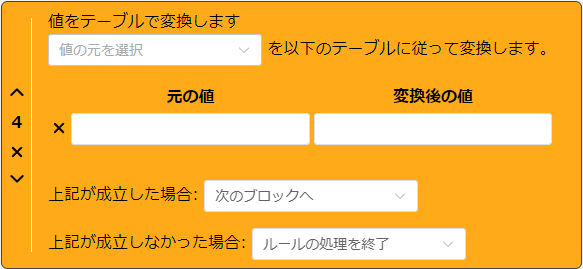 値をテーブルで変換します
値の元を選択 を以下のテーブルに従って変換します。
元の値 変換後の値
4
上記が成立した場合: 次のブロックへ
上記が成立しなかった場合: ルールの処理を終了